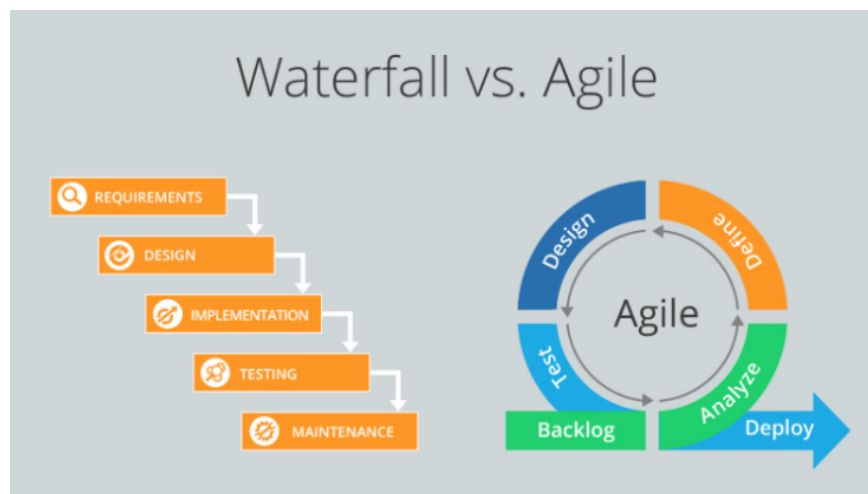 Waterfall vs. Agile
REQUIREMENTS
DESIGN
IMPLEMENTATION
TESTING
MAINTENANCE
Design
Define
Agile
Test
Analyze
Backlog
Deploy